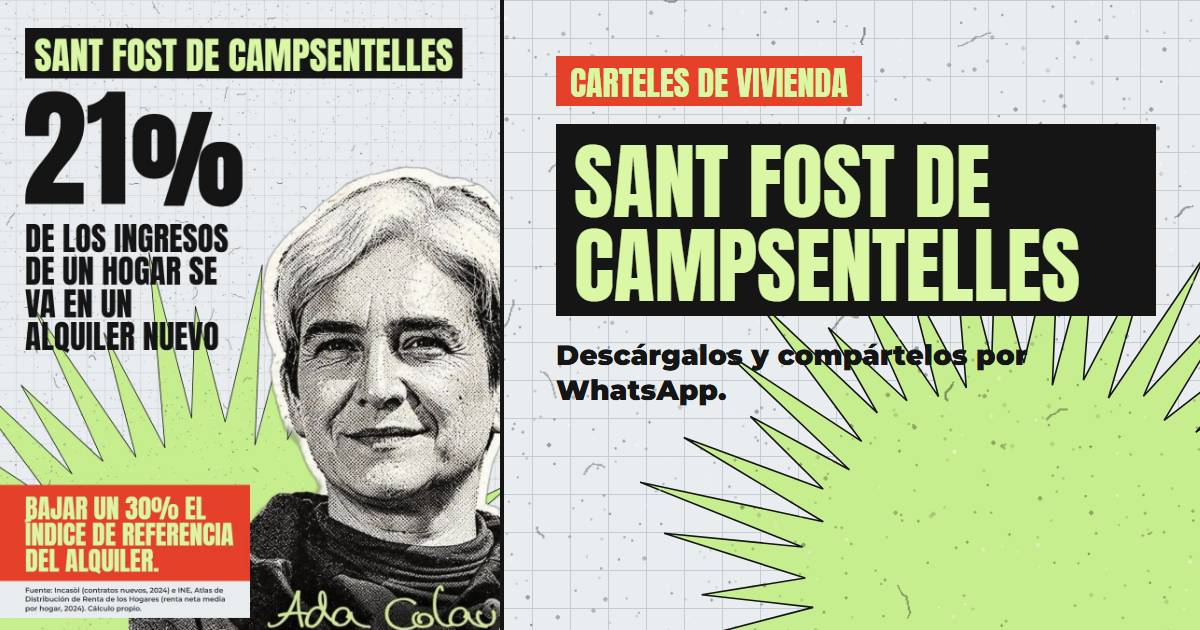 SANT FOST DE CAMPSENTELLES
21%
DE LOS INGRESOS
DE UN HOGAR SE
VA EN UN
ALQUILER NUEVO
BAJAR UN 30% EL
ÍNDICE DE REFERENCIA
DEL ALQUILER.
Fuente: Incasòl (contratos nuevos, 2024) e INE, Atlas de
Distribución de Renta de los Hogares (renta neta media
por hogar, 2024). Cálculo propio.
Ada Colau
CARTELES DE VIVIENDA
SANT FOST DE
CAMPSENTELLES
Descárgalos y compártelos por
WhatsApp.